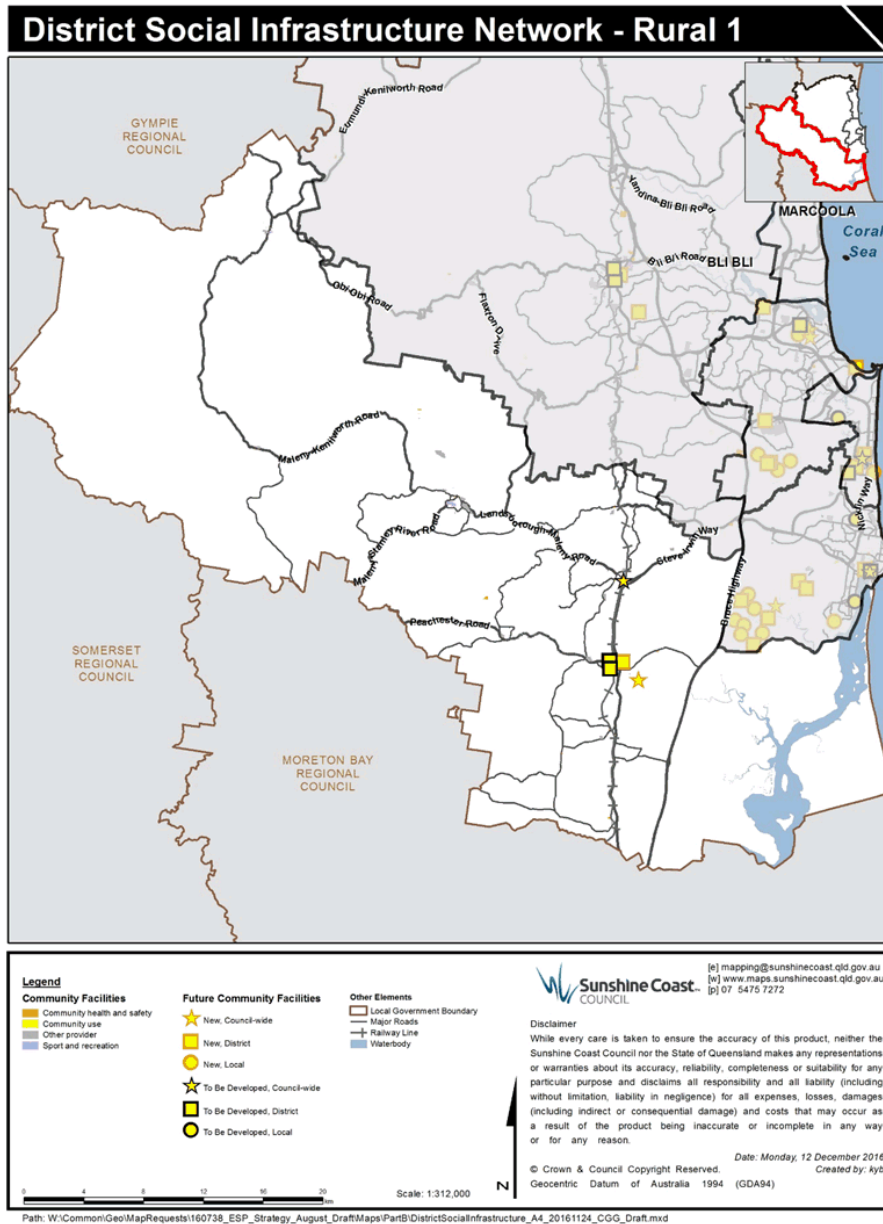 District Social Infrastructure Network - Rural 1
GYMPIE
REGIONAL
COUNCIL
Eumundi-Kenilworth Road
Yandina-Bli Bli Road
MARCOOLA
Coral
Sea
Bli Bli Road
BLI BLI
Obi Obi Road
Flaxton Drive
Maleny-Kenilworth Road
Maleny Stanley River Road
Landsborough-Maleny Road
Steve Irwin Way
Nicklin Way
Bruce Highway
Peachester Road
SOMERSET
REGIONAL
COUNCIL
MORETON BAY
REGIONAL
COUNCIL
Legend
Community Facilities
Community health and safety
Community use
Other provider
Sport and recreation
Future Community Facilities
New, Council-wide
New, District
New, Local
To Be Developed, Council-wide
To Be Developed, District
To Be Developed, Local
Other Elements
Local Government Boundary
Major Roads
Railway Line
Waterbody
0 4 8 12 16 20
km
Scale: 1:312,000
N
Sunshine Coast
COUNCIL
[e] mapping@sunshinecoast.qld.gov.au
[w] www.maps.sunshinecoast.qld.gov.au
[p] 07 5475 7272
Disclaimer
While every care is taken to ensure the accuracy of this product, neither the
Sunshine Coast Council nor the State of Queensland makes any representations
or warranties about its accuracy, reliability, completeness or suitability for any
particular purpose and disclaims all responsibility and all liability (including
without limitation, liability in negligence) for all expenses, losses, damages
(including indirect or consequential damage) and costs that may occur as
a result of the product being inaccurate or incomplete in any way
or for any reason.
Date: Monday, 12 December 2016
© Crown & Council Copyright Reserved.
Created by: kyb
Geocentric Datum of Australia 1994 (GDA94)
Path: W:\Common\Geo\MapRequests\160738_ESP_Strategy_August_Draft\Maps\PartB\DistrictSocialInfrastructure_A4_20161124_CGG_Draft.mxd